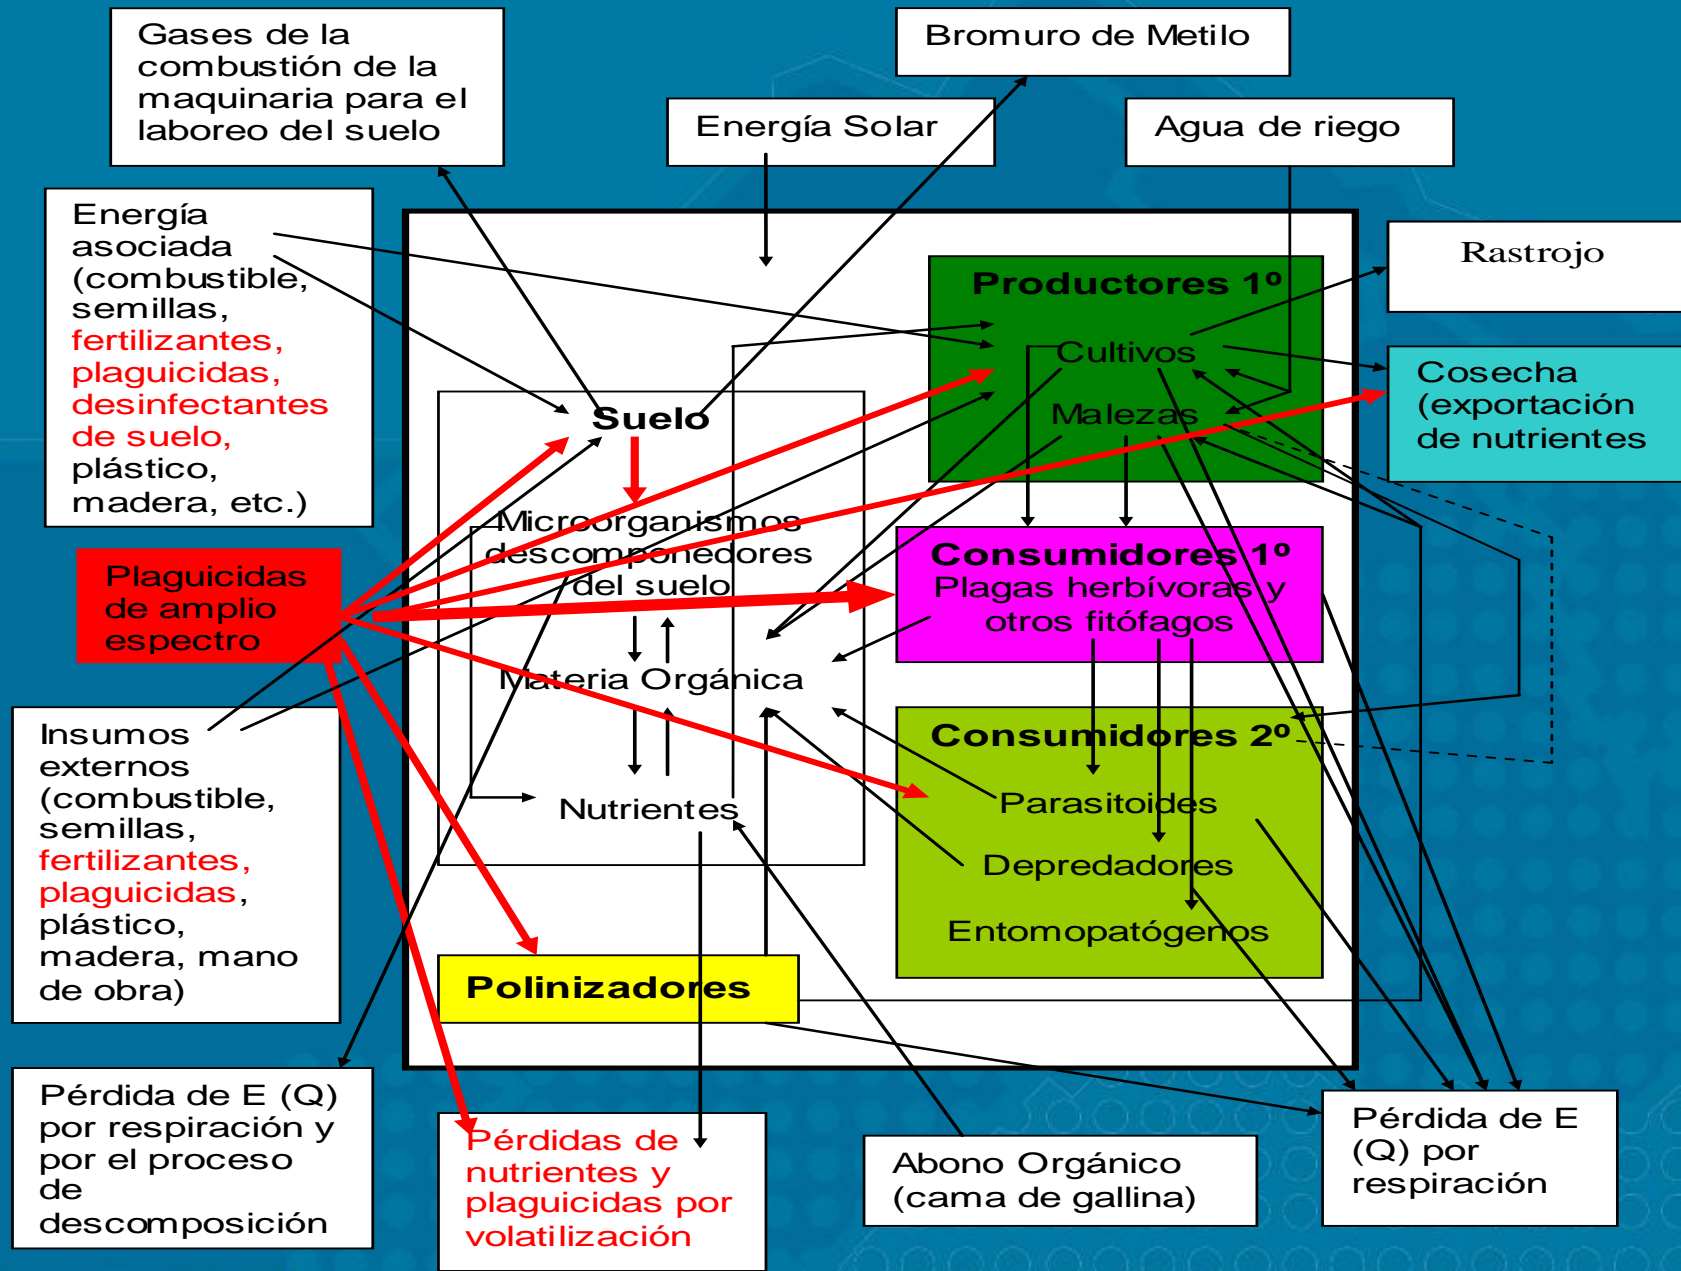 Gases de la
combustión de la
maquinaria para el
laboreo del suelo
Bromuro de Metilo
Energía Solar
Agua de riego
Energía
asociada
(combustible,
semillas,
fertilizantes,
plaguicidas,
desinfectantes
de suelo,
plástico,
madera, etc.)
Productores 1º
Cultivos
Malezas
Rastrojo
Cosecha
(exportación
de nutrientes
Suelo
Microorganismos
descomponedores
del suelo
Materia Orgánica
Nutrientes
Consumidores 1º
Plagas herbívoras y
otros fitófagos
Plaguicidas
de amplio
espectro
Consumidores 2º
Parasitoides
Depredadores
Entomopatógenos
Insumos
externos
(combustible,
semillas,
fertilizantes,
plaguicidas,
plástico,
madera, mano
de obra)
Polinizadores
Pérdida de E (Q)
por respiración y
por el proceso
de
descomposición
Pérdidas de
nutrientes y
plaguicidas por
volatilización
Abono Orgánico
(cama de gallina)
Pérdida de E
(Q) por
respiración